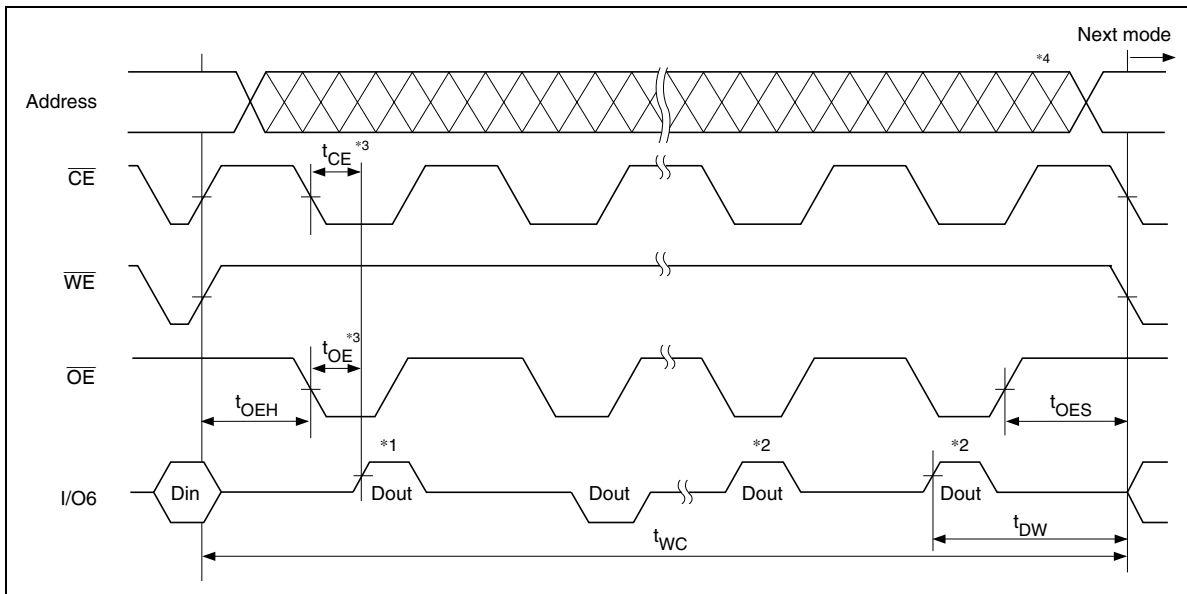 Next mode
*4
Address
tCE *3
CE
WE
tOE *3
OE
tOEH
tOES
*1
*2
*2
Din
Dout
Dout
Dout
Dout
I/O6
tDW
tWC